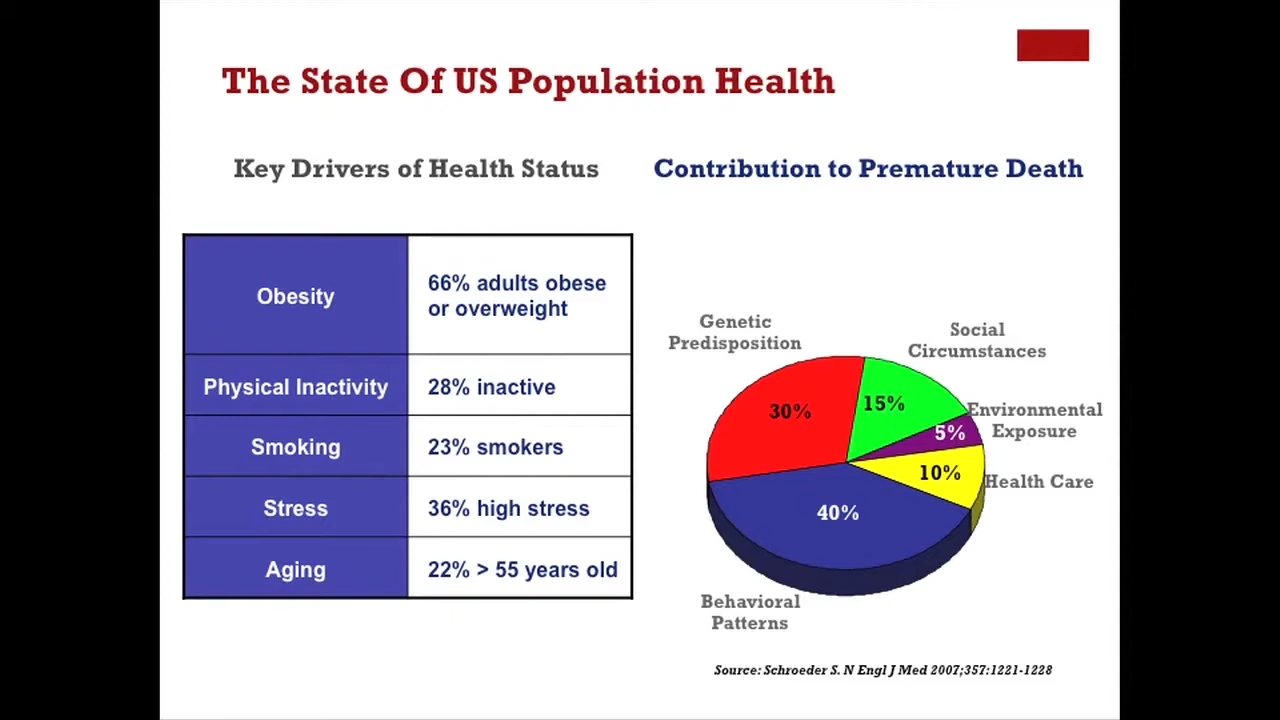 The State Of US Population Health
Key Drivers of Health Status
Contribution to Premature Death
Obesity
66% adults obese
or overweight
Physical Inactivity
28% inactive
Smoking
23% smokers
Stress
36% high stress
Aging
22% > 55 years old
Genetic
Predisposition
Social
Circumstances
Environmental
Exposure
Health Care
Behavioral
Patterns
30%
15%
5%
10%
40%
Source: Schroeder S. N Engl J Med 2007;357:1221-1228